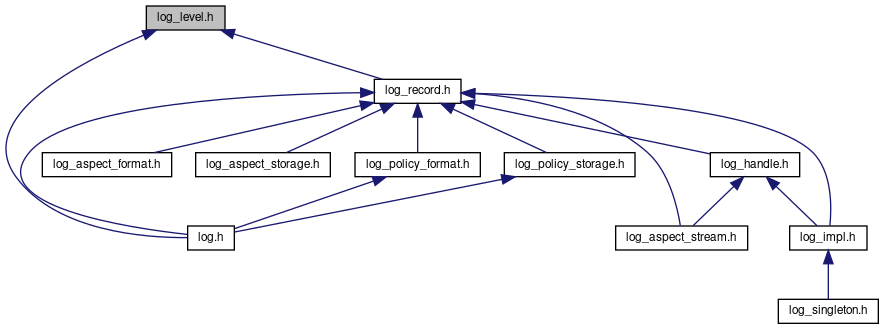 log_level.h
log_record.h
log_aspect_format.h
log_aspect_storage.h
log_policy_format.h
log_policy_storage.h
log_handle.h
log.h
log_aspect_stream.h
log_impl.h
log_singleton.h